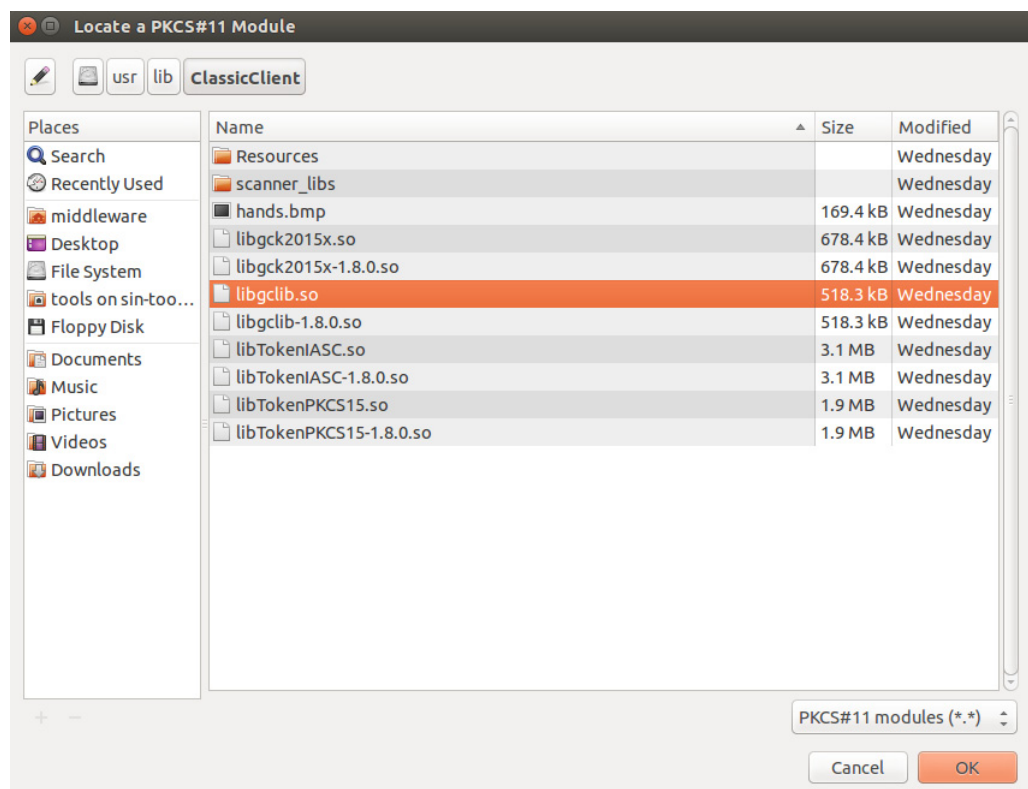 Locate a PKCS#11 Module
usr lib ClassicClient
Places Name Size Modified
Search Resources Wednesday
Recently Used scanner_libs Wednesday
middleware hands.bmp 169.4 kB Wednesday
Desktop libgck2015x.so 678.4 kB Wednesday
File System libgck2015x-1.8.0.so 678.4 kB Wednesday
tools on sin-too... libgclib.so 518.3 kB Wednesday
Floppy Disk libgclib-1.8.0.so 518.3 kB Wednesday
Documents libTokenIASC.so 3.1 MB Wednesday
Music libTokenIASC-1.8.0.so 3.1 MB Wednesday
Pictures libTokenPKCS15.so 1.9 MB Wednesday
Videos libTokenPKCS15-1.8.0.so 1.9 MB Wednesday
Downloads
PKCS#11 modules (*.*)
Cancel OK